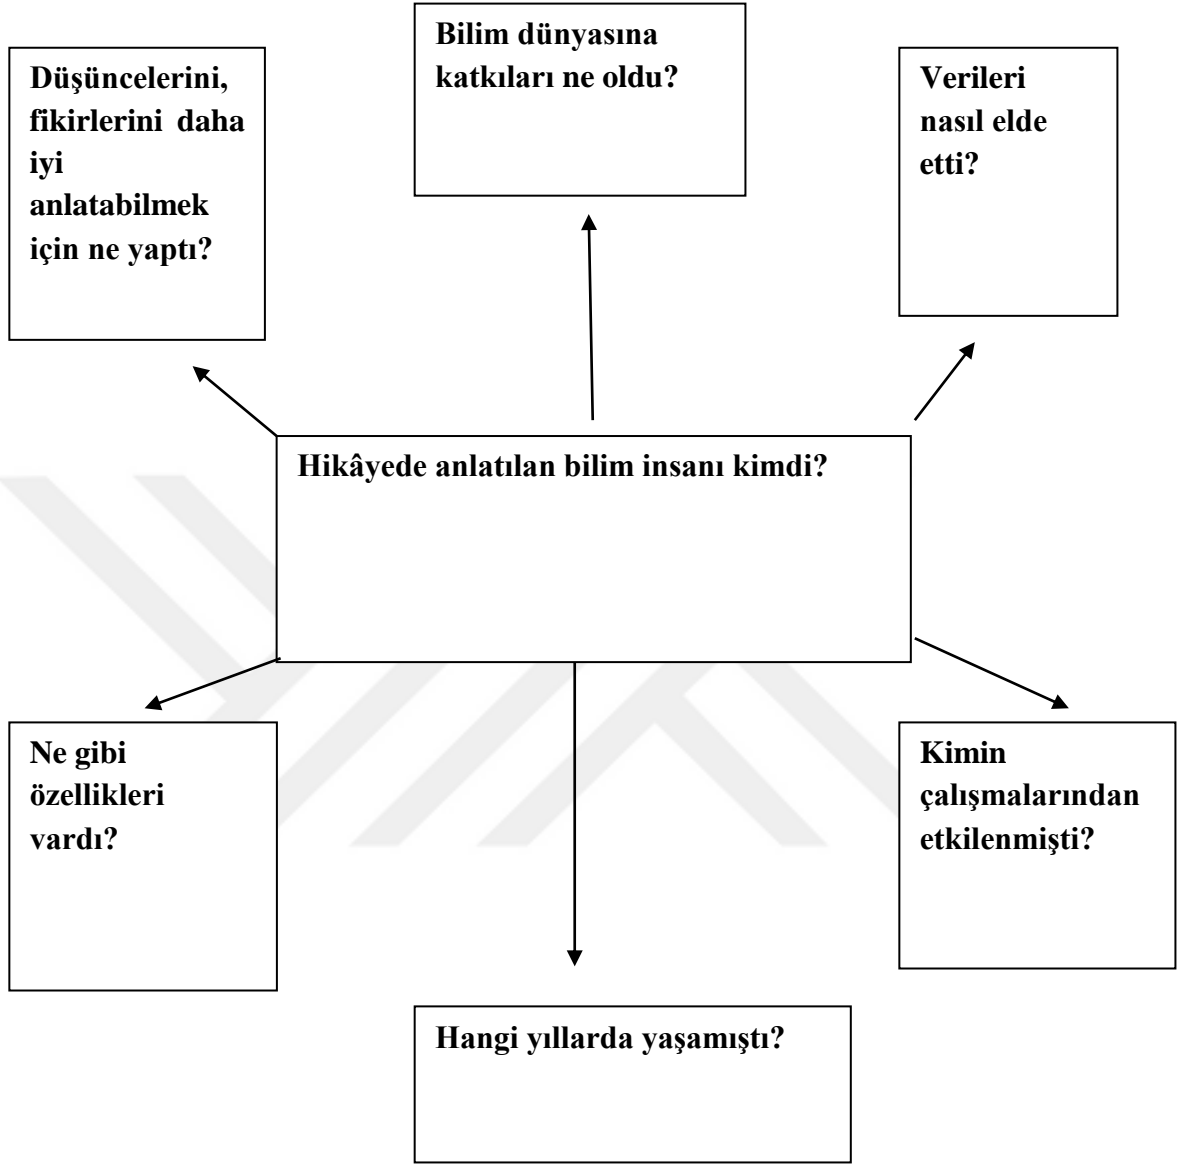 Düşüncelerini,
fikirlerini daha
iyi
anlatabilmek
için ne yaptı?
Bilim dünyasına
katkıları ne oldu?
Verileri
nasıl elde
etti?
Hikâyede anlatılan bilim insanı kimdi?
Ne gibi
özellikleri
vardı?
Kimin
çalışmalarından
etkilenmişti?
Hangi yıllarda yaşamıştı?